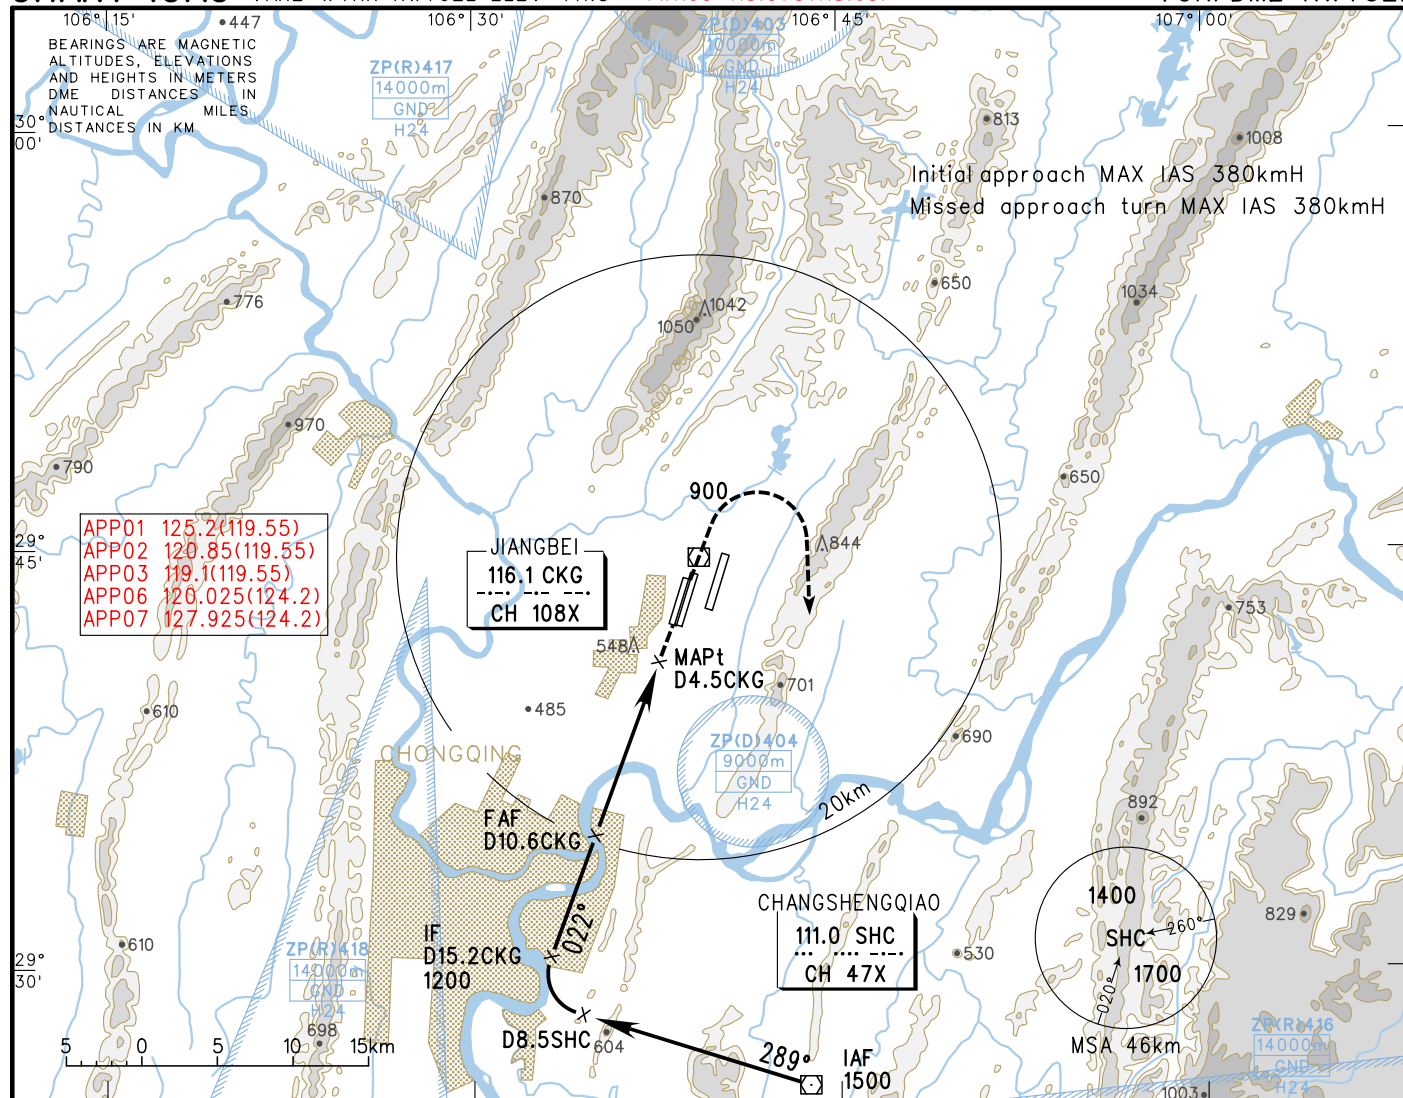 106°15'
106°30'
106°45'
107°00'
447
BEARINGS ARE MAGNETIC
ALTITUDES, ELEVATIONS
AND HEIGHTS IN METERS
DME DISTANCES IN
NAUTICAL MILES
DISTANCES IN KM
ZP(R)417
14000m
GND
H24
ZP(D)403
10000m
GND
H24
30°
00'
813
1008
Initial approach MAX IAS 380kmH
Missed approach turn MAX IAS 380kmH
870
776
650
1034
1042
1050
800
600
500
970
790
650
900
844
29°
45'
APP01 125.2(119.55)
APP02 120.85(119.55)
APP03 119.1(119.55)
APP06 120.025(124.2)
APP07 127.925(124.2)
JIANGBEI
116.1 CKG
CH 108X
753
548
MAPt
D4.5CKG
701
610
485
690
CHONGQING
ZP(D)404
9000m
GND
H24
20km
892
FAF
D10.6CKG
022°
IF
D15.2CKG
1200
CHANGSHENGQIAO
111.0 SHC
CH 47X
1400
SHC
260°
1700
020°
MSA 46km
829
610
530
29°
30'
ZP(R)418
14000m
GND
H24
698
D8.5SHC
604
289°
IAF
1500
5 0 5 10 15km
ZP(R)416
14000m
GND
H24
1003